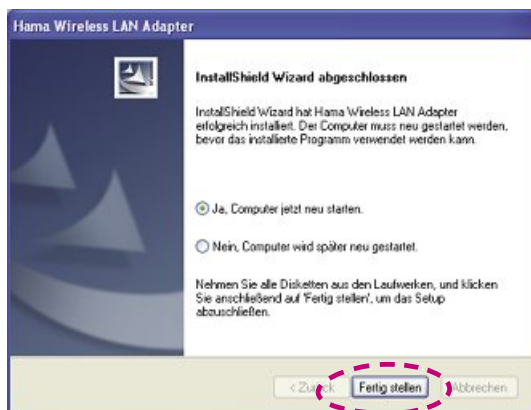 Hama Wireless LAN Adapter
InstallShield Wizard abgeschlossen
InstallShield Wizard hat Hama Wireless LAN Adapter
erfolgreich installiert. Der Computer muss neu gestartet werden,
bevor das installierte Programm verwendet werden kann.
Ja, Computer jetzt neu starten.
Nein, Computer wird später neu gestartet.
Nehmen Sie alle Disketten aus den Laufwerken, und klicken
Sie anschließend auf 'Fertig stellen', um das Setup
abzuschließen.
< Zurück Fertig stellen Abbrechen